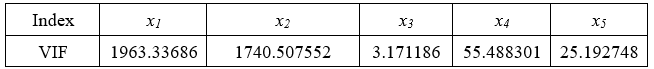 Index x1 x2 x3 x4 x5
VIF 1963.33686 1740.507552 3.171186 55.488301 25.192748